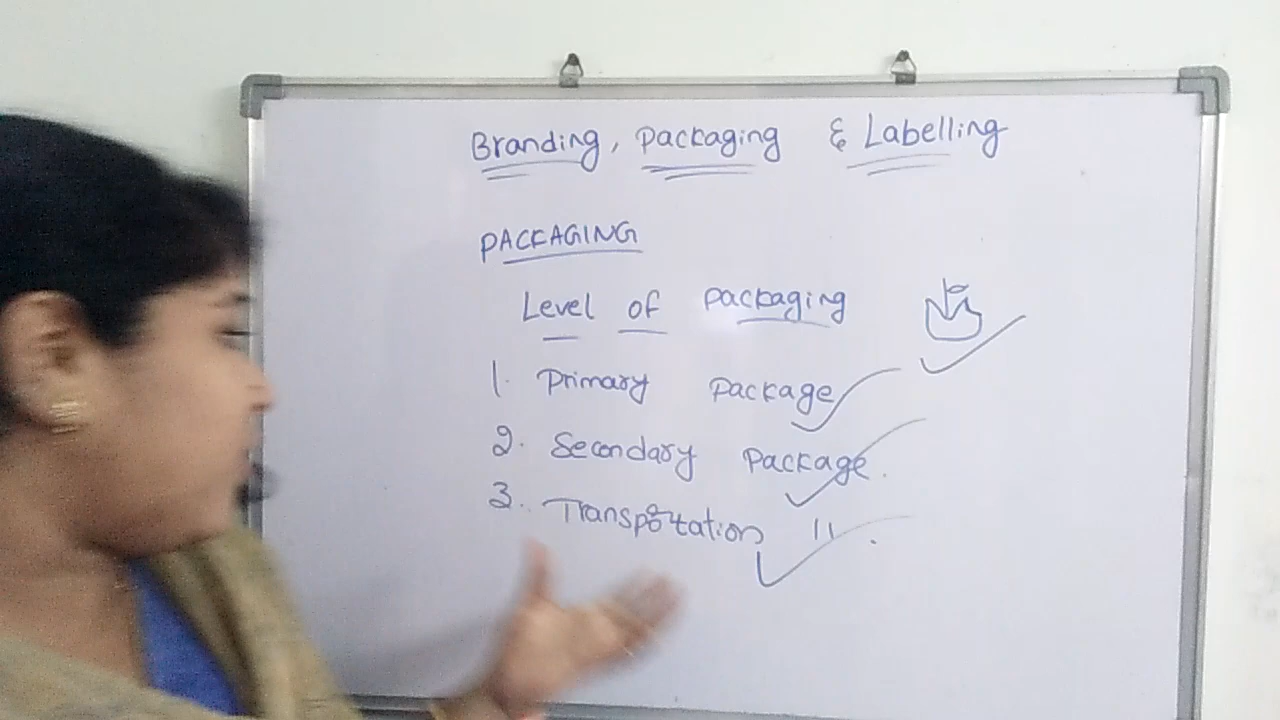 Branding, Packaging & Labelling
PACKAGING
Level of packaging
1. Primary Package
2. Secondary Package.
3. Transportation " .